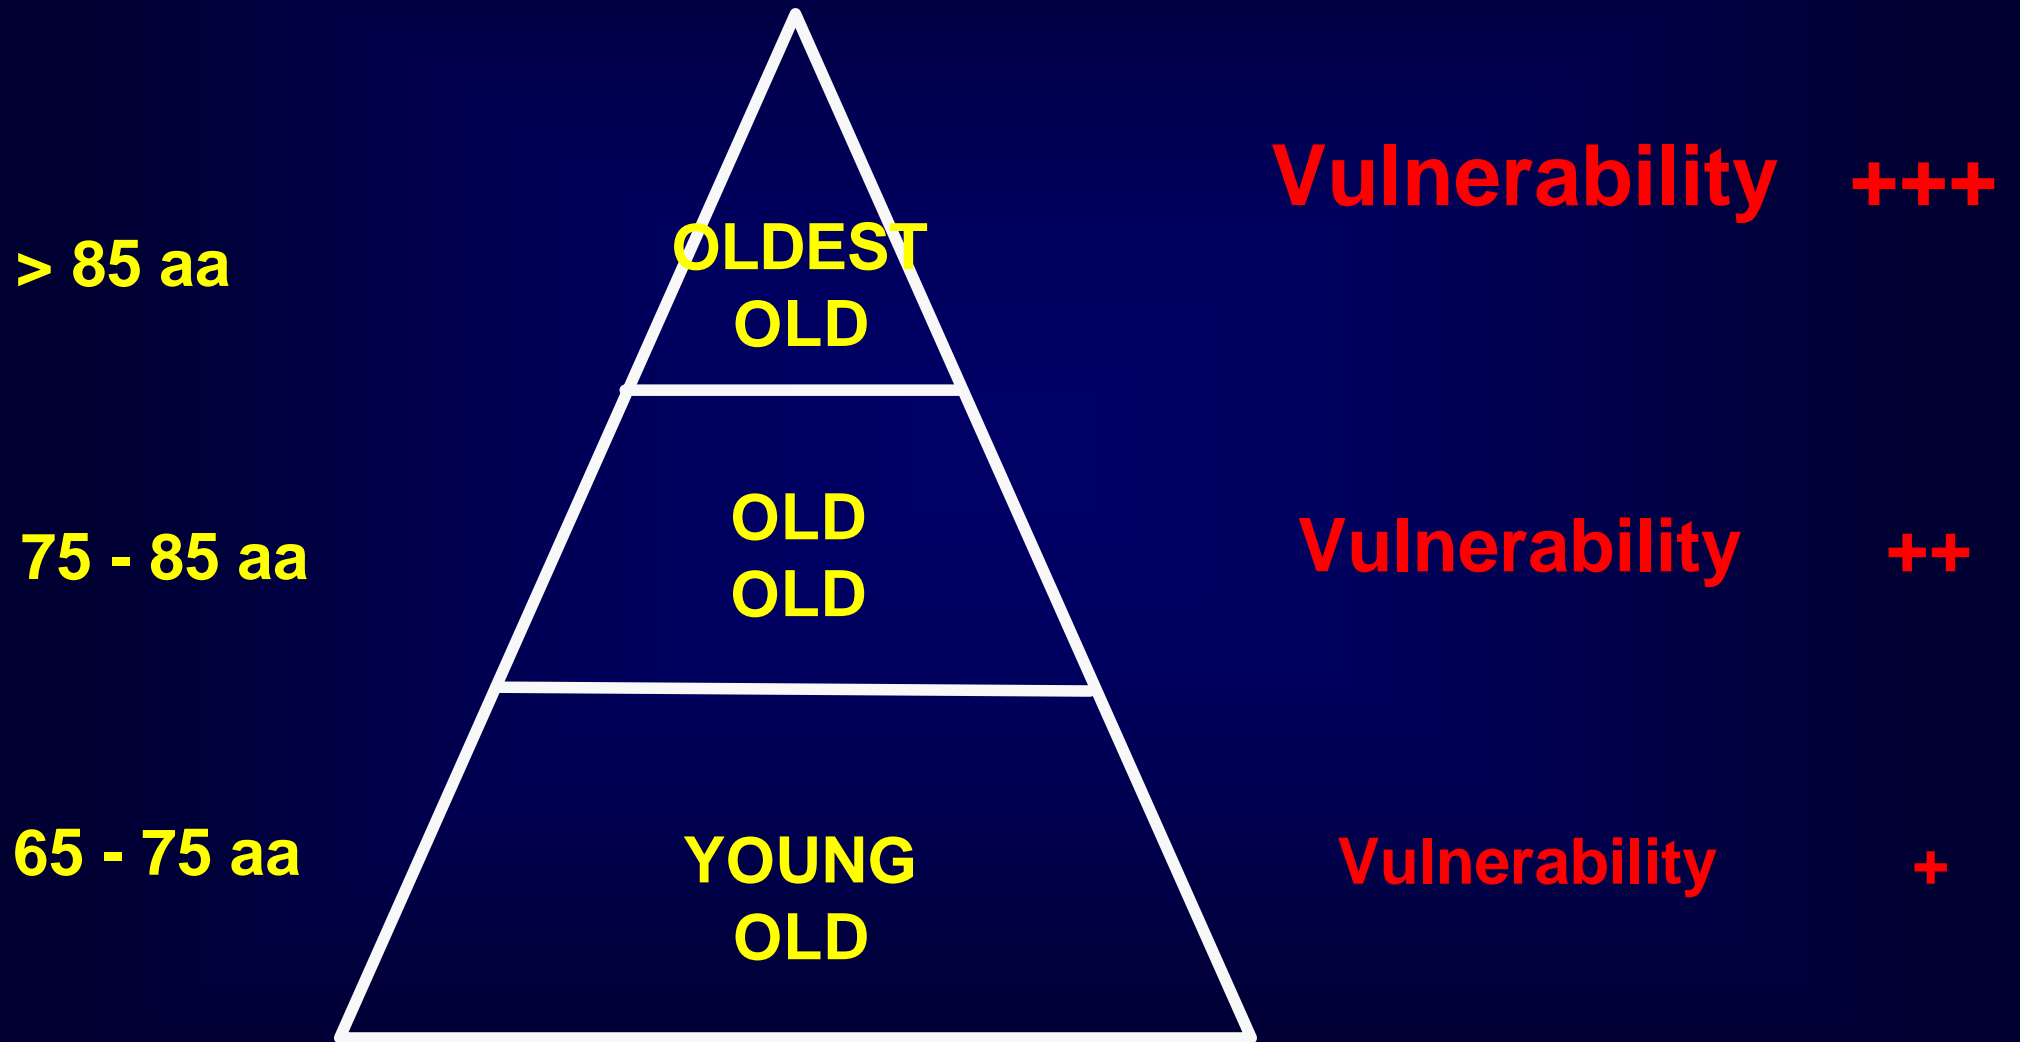 Vulnerability +++
OLDEST
> 85 aa
OLD
OLD
75 - 85 aa
Vulnerability ++
OLD
65 - 75 aa
YOUNG
Vulnerability +
OLD